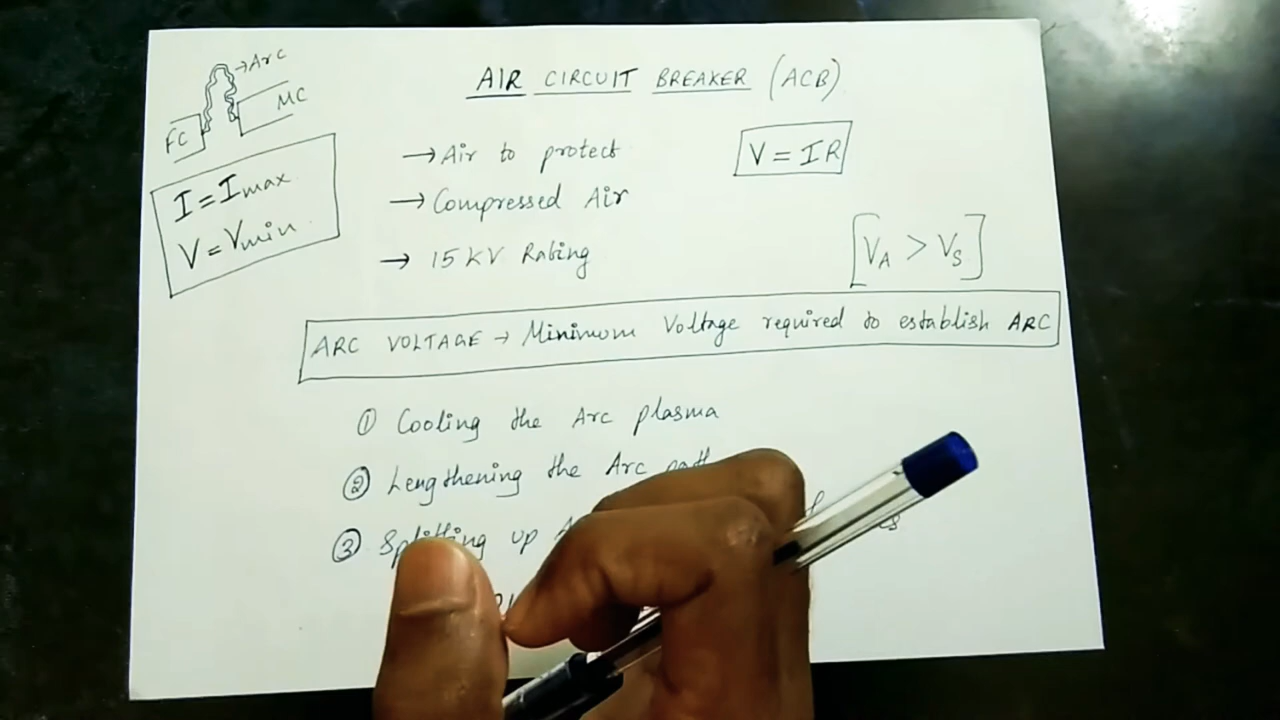 Arc
MC
FC
I = Imax
V = Vmin
AIR CIRCUIT BREAKER (ACB)
→ Air to protect
→ Compressed Air
→ 15 kV Rating
V = IR
[VA > VS]
ARC VOLTAGE → Minimum Voltage required to establish ARC
① Cooling the Arc plasma
② Lengthening the Arc path
③ Splitting up